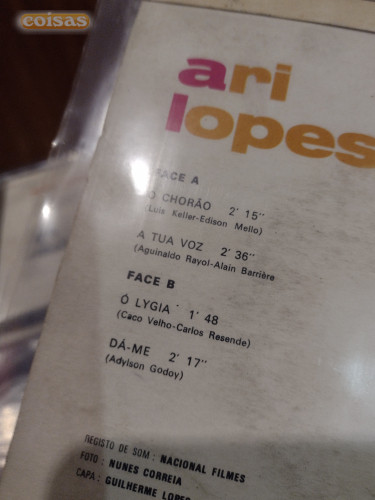 coisas
ari
lopes
FACE A
O CHORÃO 2' 15''
(Luis Keller-Edison Mello)
A TUA VOZ 2' 36''
(Aguinaldo Rayol-Alain Barrière
FACE B
Ó LYGIA 1' 48
(Caco Velho-Carlos Resende)
DÁ-ME 2' 17''
(Adylson Godoy)
REGISTO DE SOM: NACIONAL FILMES
FOTO: NUNES CORREIA
CAPA: GUILHERME LOPES